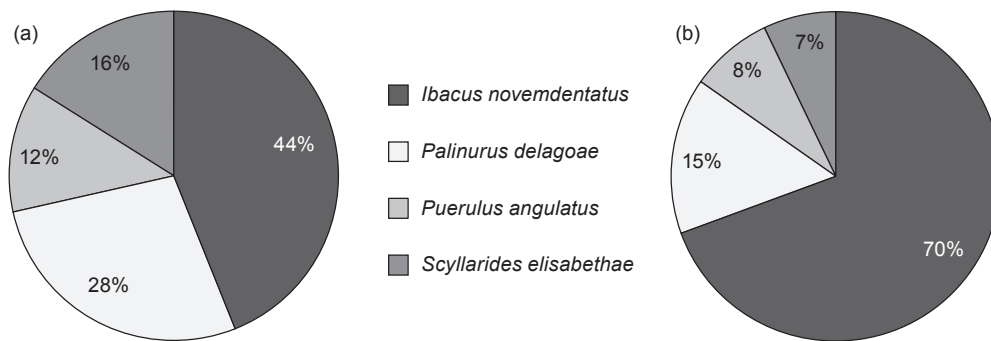 (a)
16%
44%
12%
28%
Ibacus novemdentatus
Palinurus delagoae
Puerulus angulatus
Scyllarides elisabethae
(b)
7%
8%
15%
70%